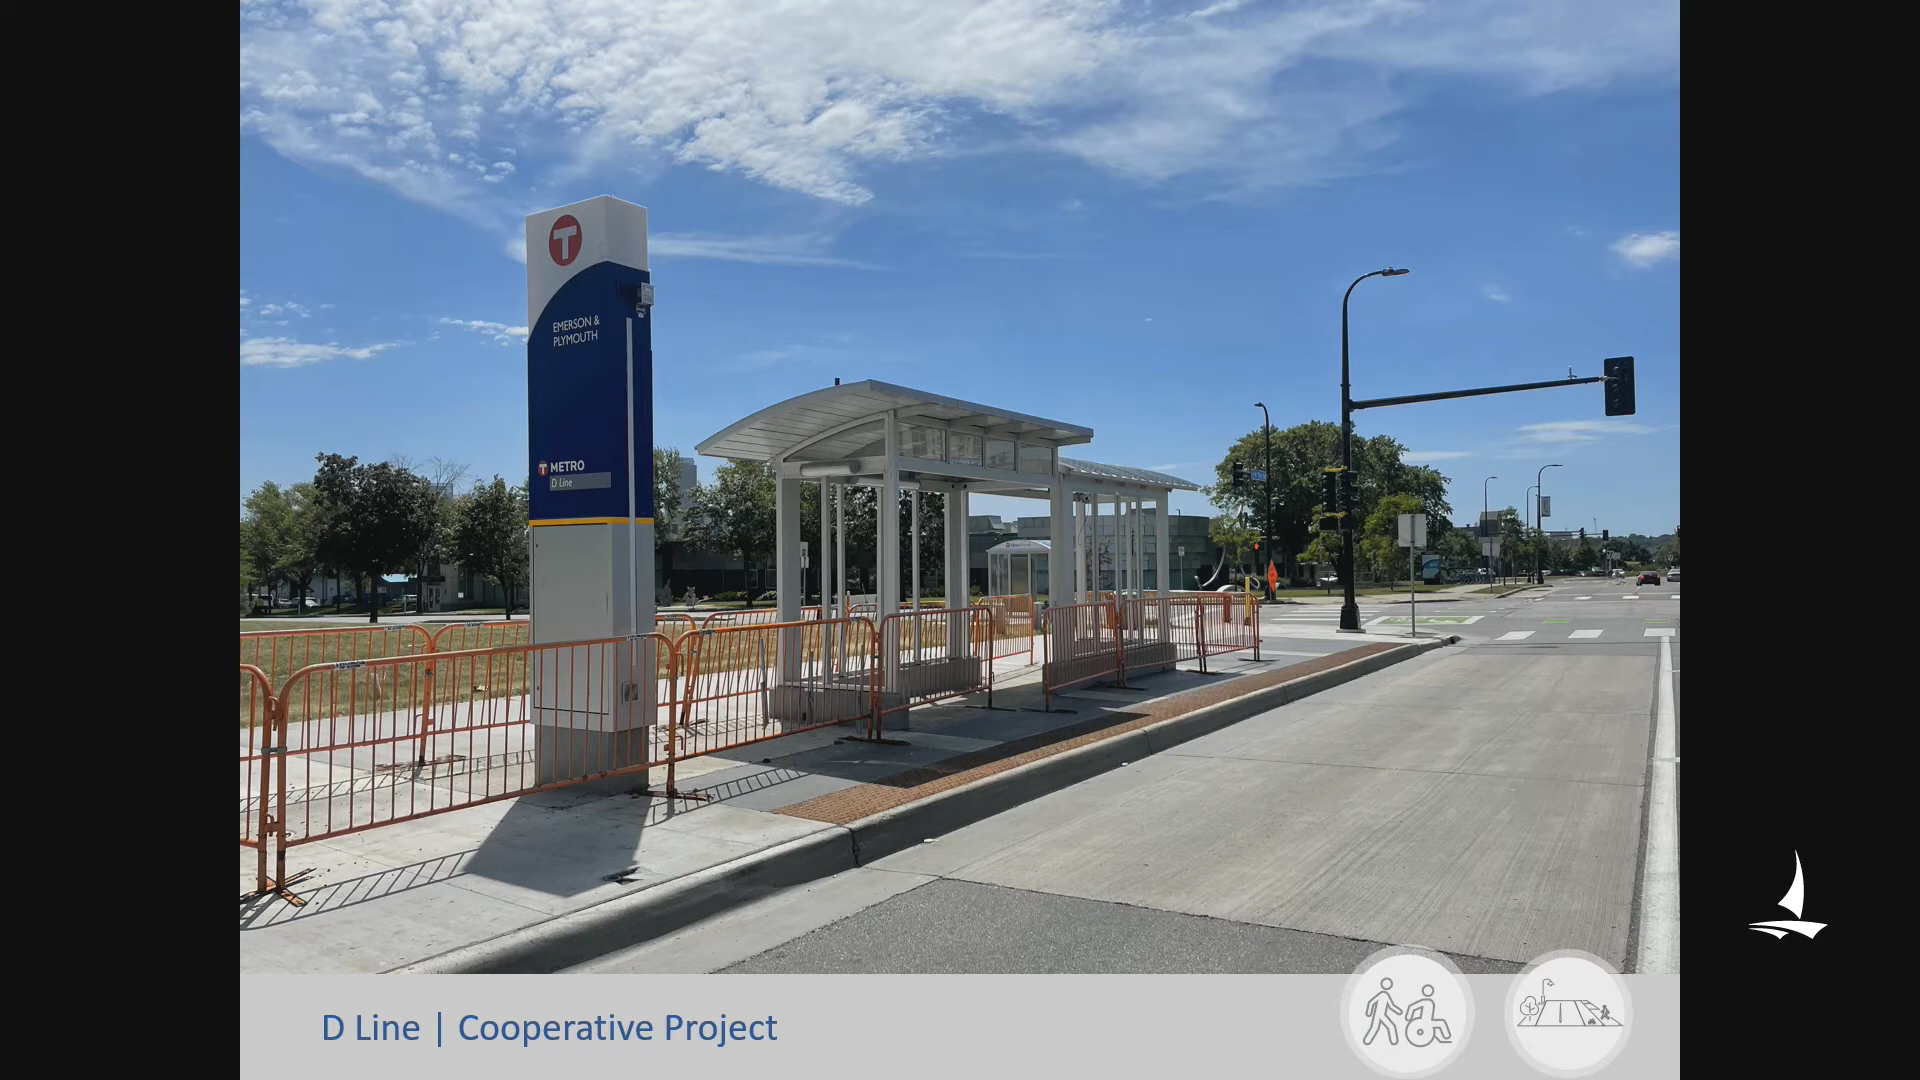 T
EMERSON &
PLYMOUTH
T METRO
D Line
D Line | Cooperative Project